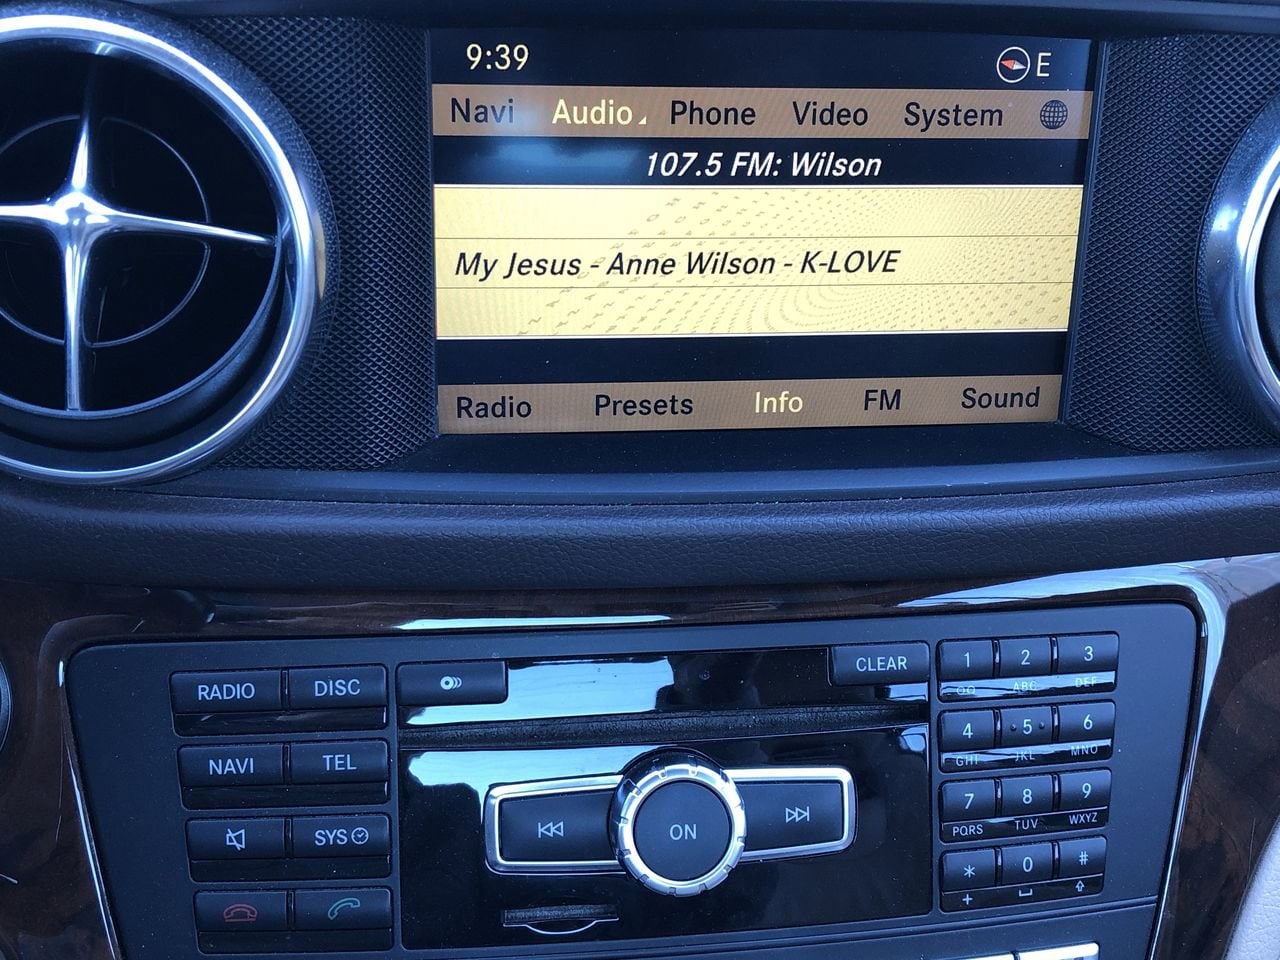 9:39 E
Navi Audio Phone Video System
107.5 FM: Wilson
My Jesus - Anne Wilson - K-LOVE
Radio Presets Info FM Sound
RADIO DISC
NAVI TEL
SYS
CLEAR
ON
1 2 3
QQ ABC DEF
4 5 6
GHI JKL MNO
7 8 9
PQRS TUV WXYZ
* 0 #
+